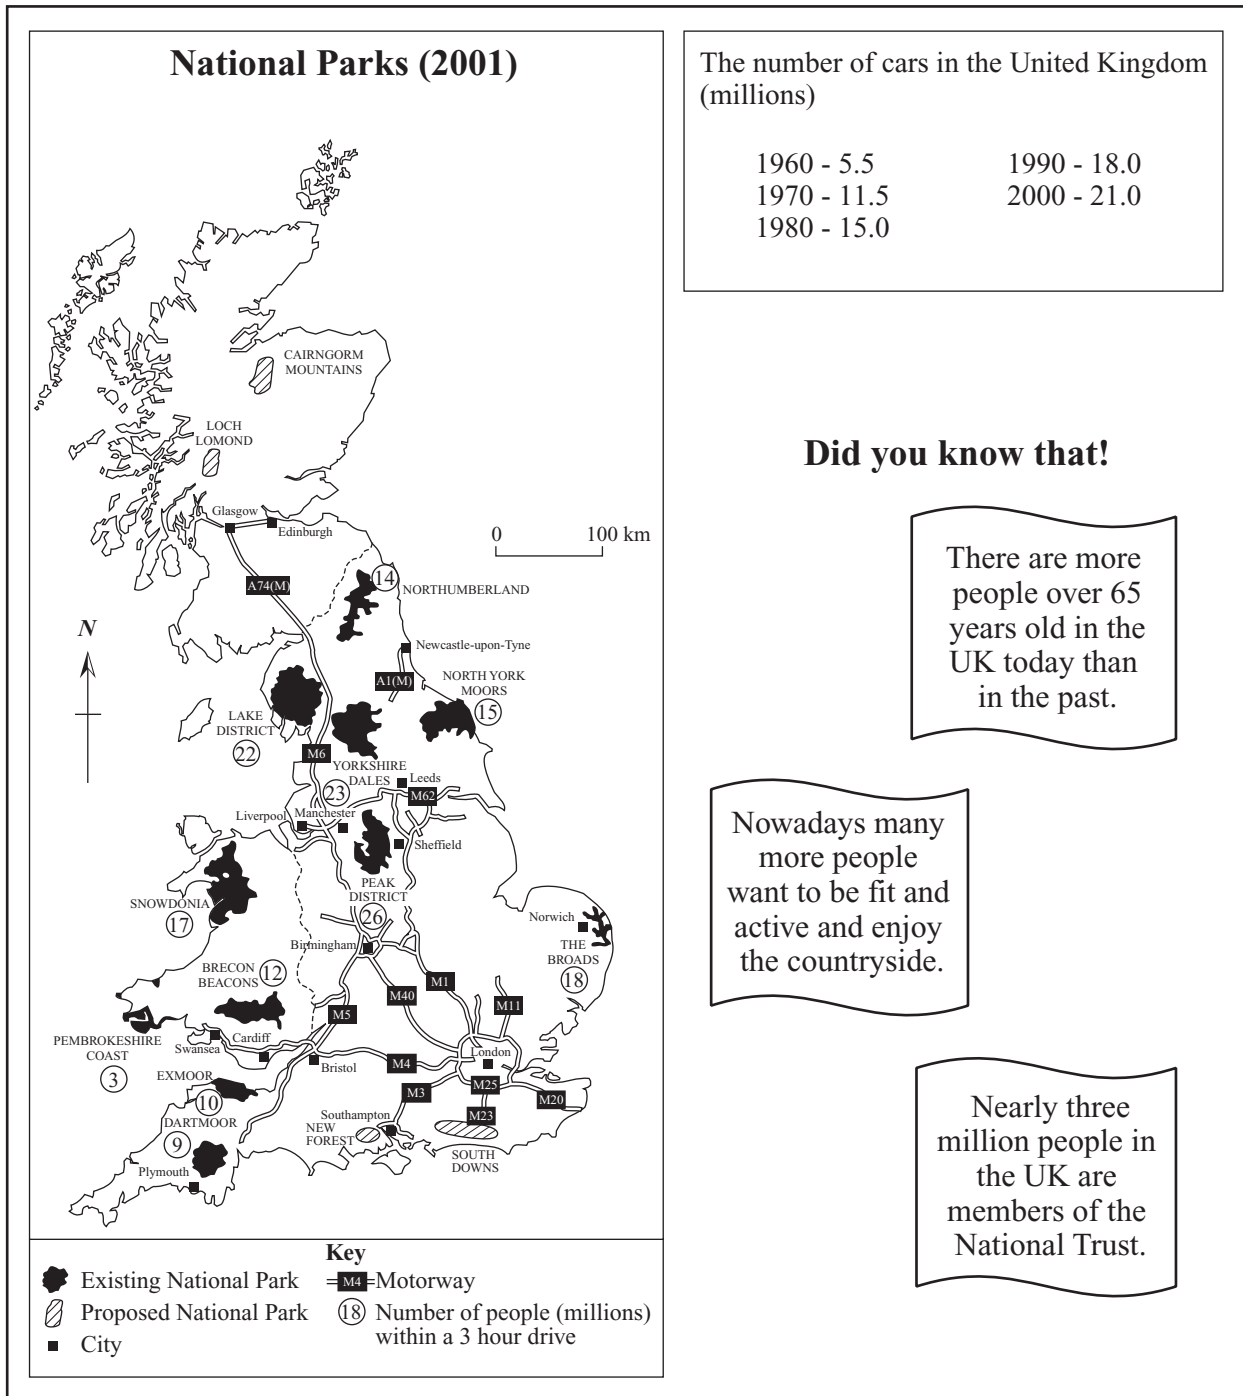 National Parks (2001)
CAIRNGORM
MOUNTAINS
LOCH
LOMOND
Glasgow
Edinburgh
0 100 km
A74(M)
14
NORTHUMBERLAND
N
Newcastle-upon-Tyne
A1(M)
NORTH YORK
MOORS
15
LAKE
DISTRICT
22
M6
YORKSHIRE
DALES
23
Leeds
M62
Liverpool
Manchester
Sheffield
PEAK
DISTRICT
26
SNOWDONIA
17
Norwich
THE
BROADS
18
Birmingham
BRECON
BEACONS
12
M1
M40
M11
M5
PEMBROKESHIRE
COAST
3
Swansea
Cardiff
Bristol
M4
London
M3
M25
M20
M23
EXMOOR
10
DARTMOOR
9
Plymouth
Southampton
NEW
FOREST
SOUTH
DOWNS
Key
Existing National Park
Proposed National Park
City
M4 Motorway
18 Number of people (millions)
within a 3 hour drive
The number of cars in the United Kingdom
(millions)
1960 - 5.5 1990 - 18.0
1970 - 11.5 2000 - 21.0
1980 - 15.0
Did you know that!
There are more
people over 65
years old in the
UK today than
in the past.
Nowadays many
more people
want to be fit and
active and enjoy
the countryside.
Nearly three
million people in
the UK are
members of the
National Trust.